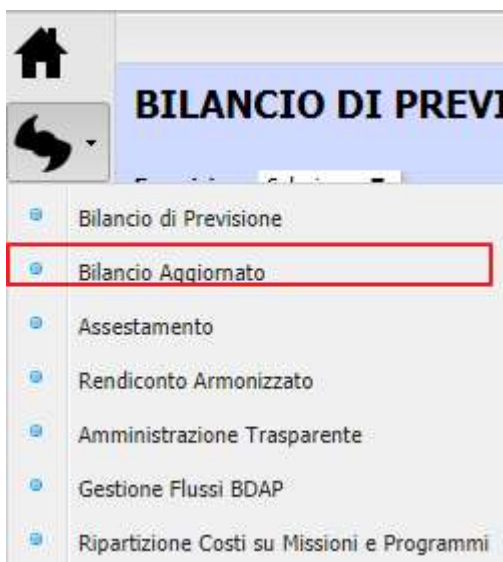 BILANCIO DI PREVI
Bilancio di Previsione
Bilancio Aggiornato
Assestamento
Rendiconto Armonizzato
Amministrazione Trasparente
Gestione Flussi BDAP
Ripartizione Costi su Missioni e Programmi